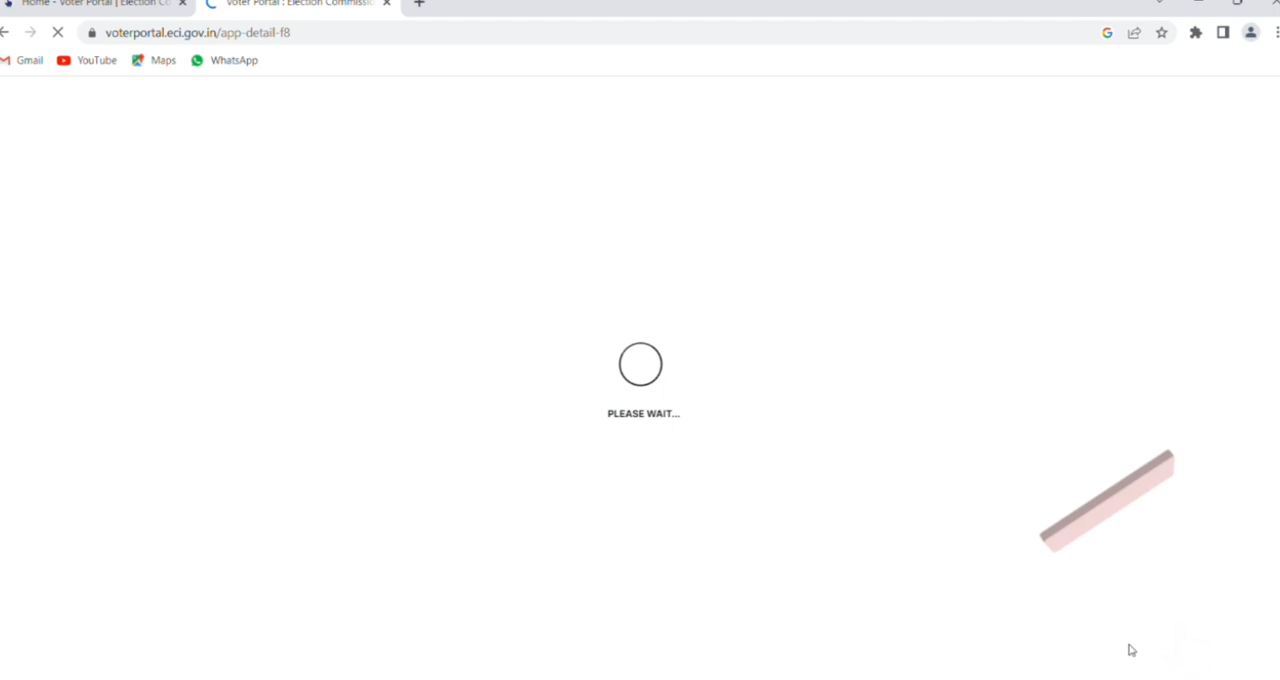 Home - Voter Portal | Election Co
Voter Portal : Election Commissio
voterportal.eci.gov.in/app-detail-f8
Gmail YouTube Maps WhatsApp
PLEASE WAIT...